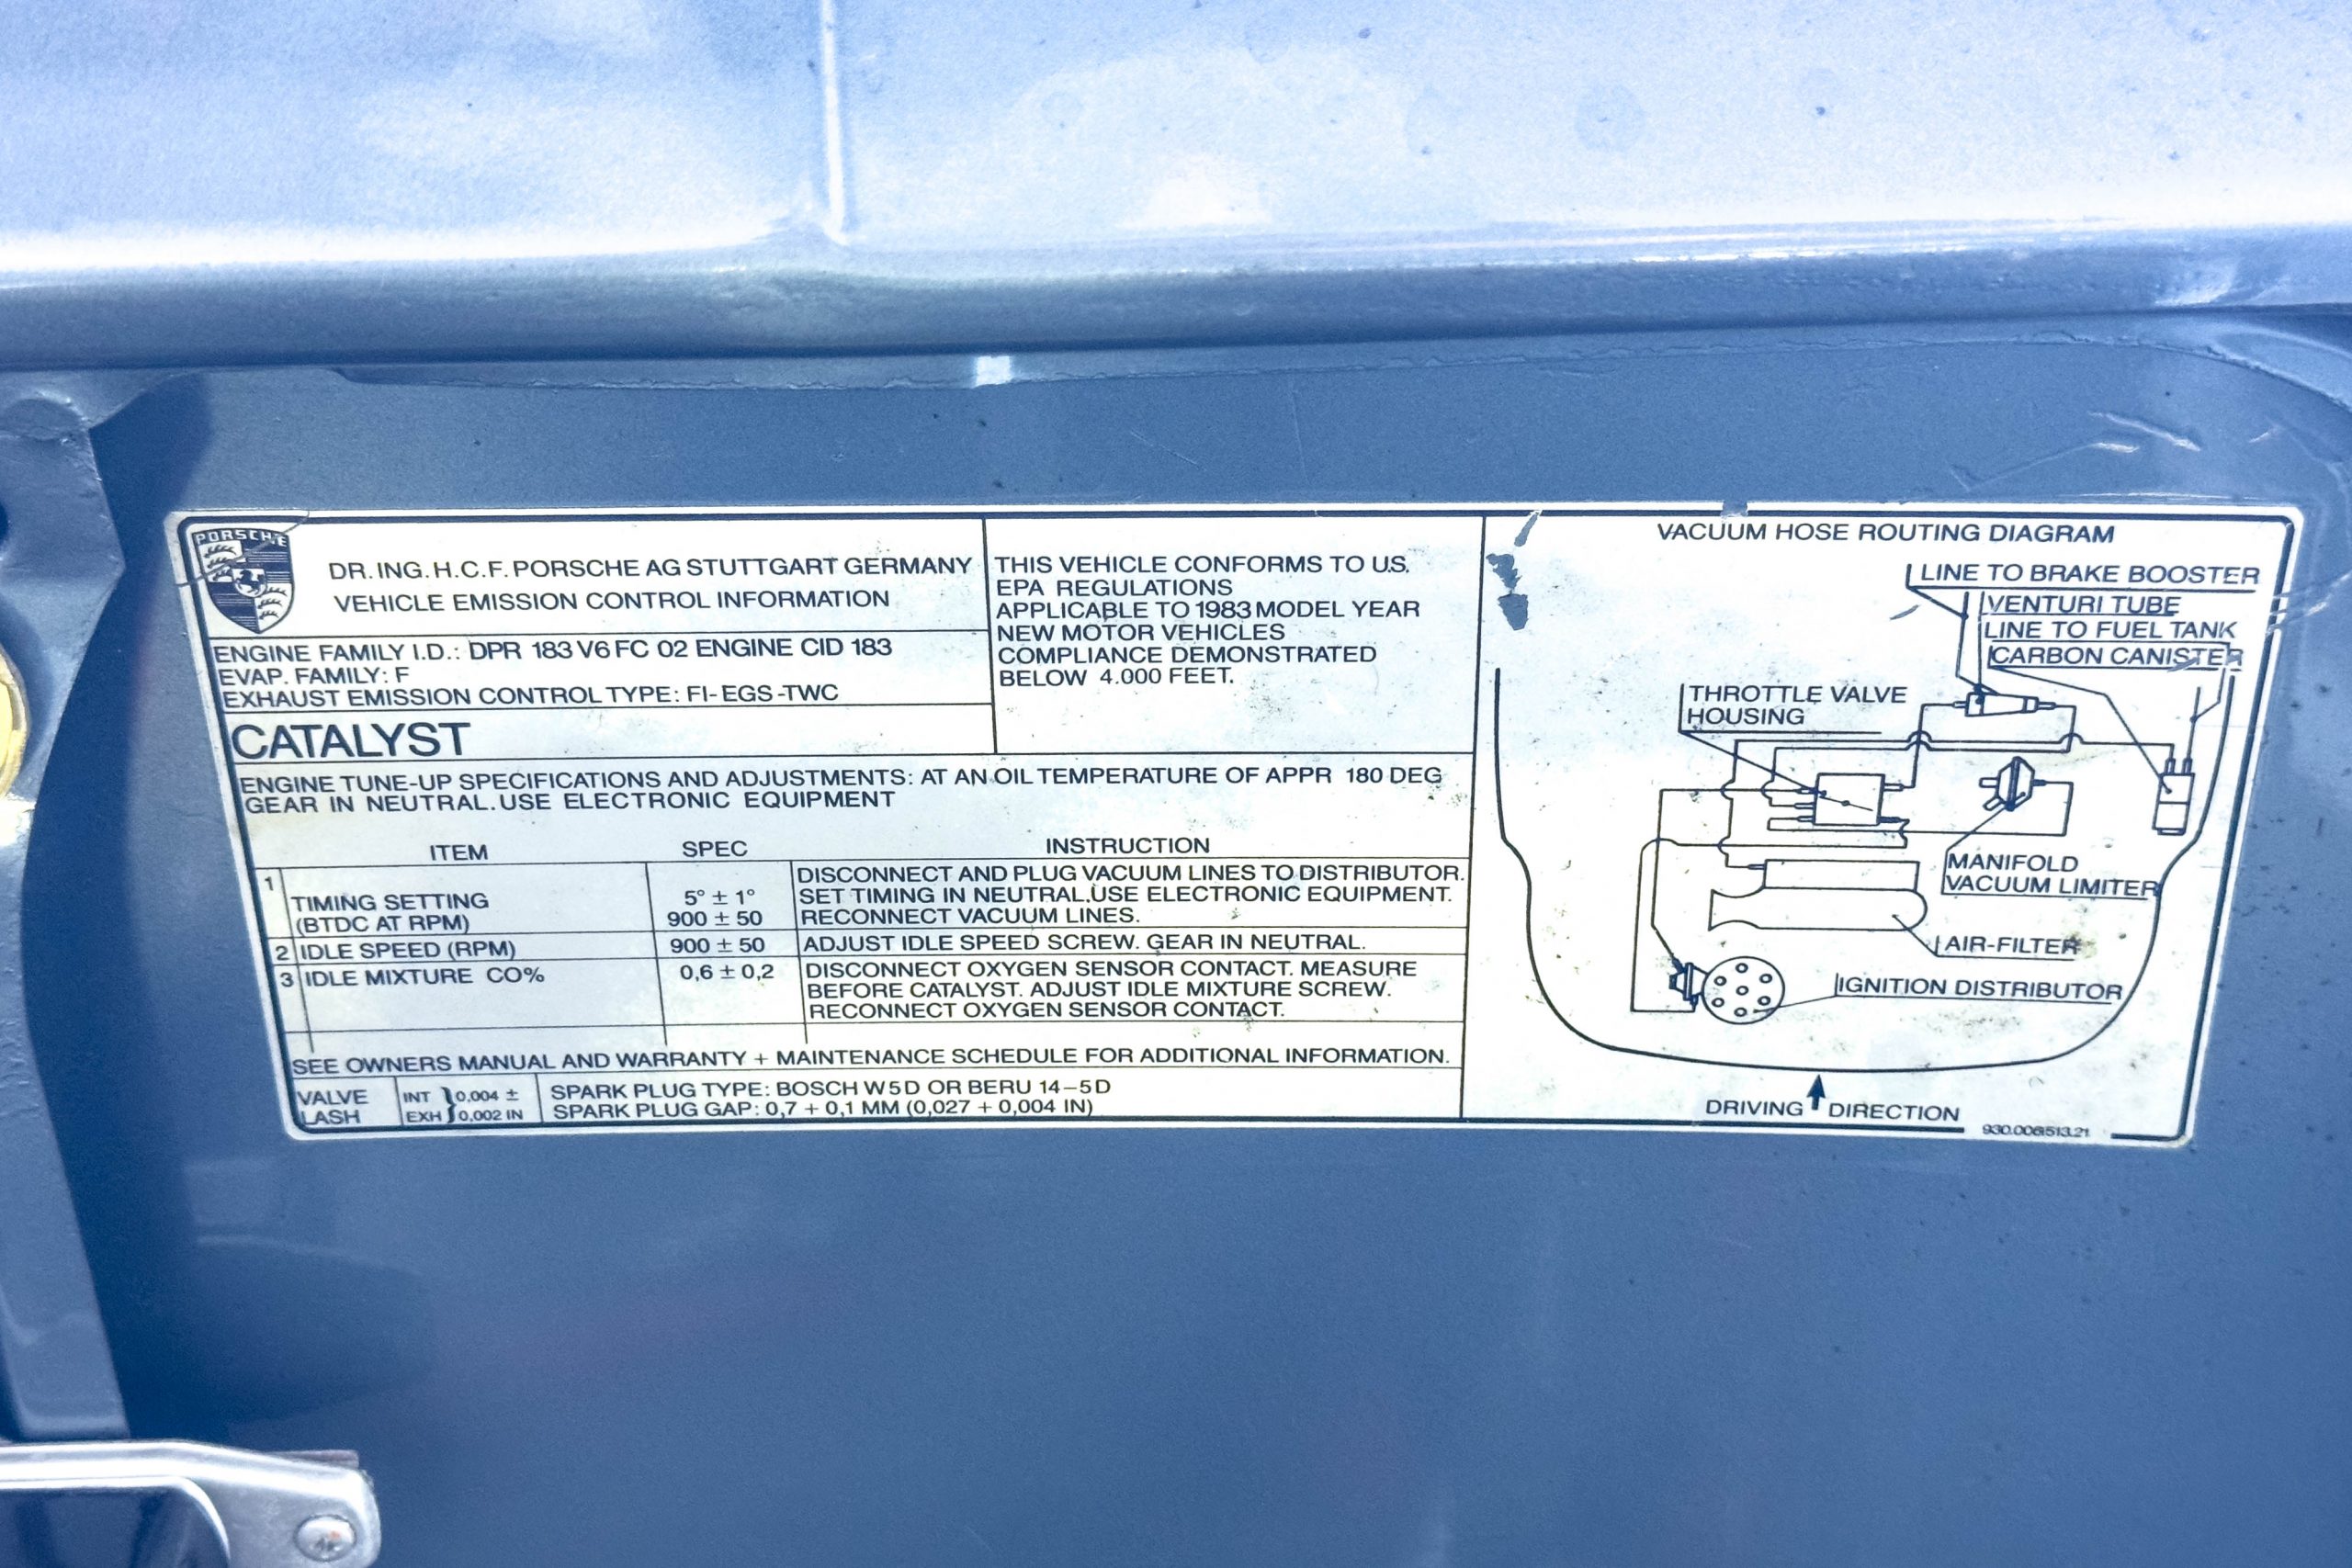 PORSCHE
DR. ING. H.C.F. PORSCHE AG STUTTGART GERMANY
VEHICLE EMISSION CONTROL INFORMATION
ENGINE FAMILY I.D.: DPR 183 V6 FC 02 ENGINE CID 183
EVAP. FAMILY: F
EXHAUST EMISSION CONTROL TYPE: FI-EGS-TWC
CATALYST
THIS VEHICLE CONFORMS TO U.S.
EPA REGULATIONS
APPLICABLE TO 1983 MODEL YEAR
NEW MOTOR VEHICLES
COMPLIANCE DEMONSTRATED
BELOW 4.000 FEET.
ENGINE TUNE-UP SPECIFICATIONS AND ADJUSTMENTS: AT AN OIL TEMPERATURE OF APPR 180 DEG
GEAR IN NEUTRAL. USE ELECTRONIC EQUIPMENT
ITEM SPEC INSTRUCTION
1 DISCONNECT AND PLUG VACUUM LINES TO DISTRIBUTOR.
TIMING SETTING 5° ± 1° SET TIMING IN NEUTRAL. USE ELECTRONIC EQUIPMENT.
(BTDC AT RPM) 900 ± 50 RECONNECT VACUUM LINES.
2 IDLE SPEED (RPM) 900 ± 50 ADJUST IDLE SPEED SCREW. GEAR IN NEUTRAL.
3 IDLE MIXTURE CO% 0,6 ± 0,2 DISCONNECT OXYGEN SENSOR CONTACT. MEASURE
BEFORE CATALYST. ADJUST IDLE MIXTURE SCREW.
RECONNECT OXYGEN SENSOR CONTACT.
SEE OWNERS MANUAL AND WARRANTY + MAINTENANCE SCHEDULE FOR ADDITIONAL INFORMATION.
VALVE INT 0,004 ± SPARK PLUG TYPE: BOSCH W5D OR BERU 14-5D
LASH EXH 0,002 IN SPARK PLUG GAP: 0,7 + 0,1 MM (0,027 + 0,004 IN)
VACUUM HOSE ROUTING DIAGRAM
LINE TO BRAKE BOOSTER
VENTURI TUBE
LINE TO FUEL TANK
CARBON CANISTER
THROTTLE VALVE
HOUSING
MANIFOLD
VACUUM LIMITER
AIR-FILTER
IGNITION DISTRIBUTOR
DRIVING DIRECTION
930.006.513.21